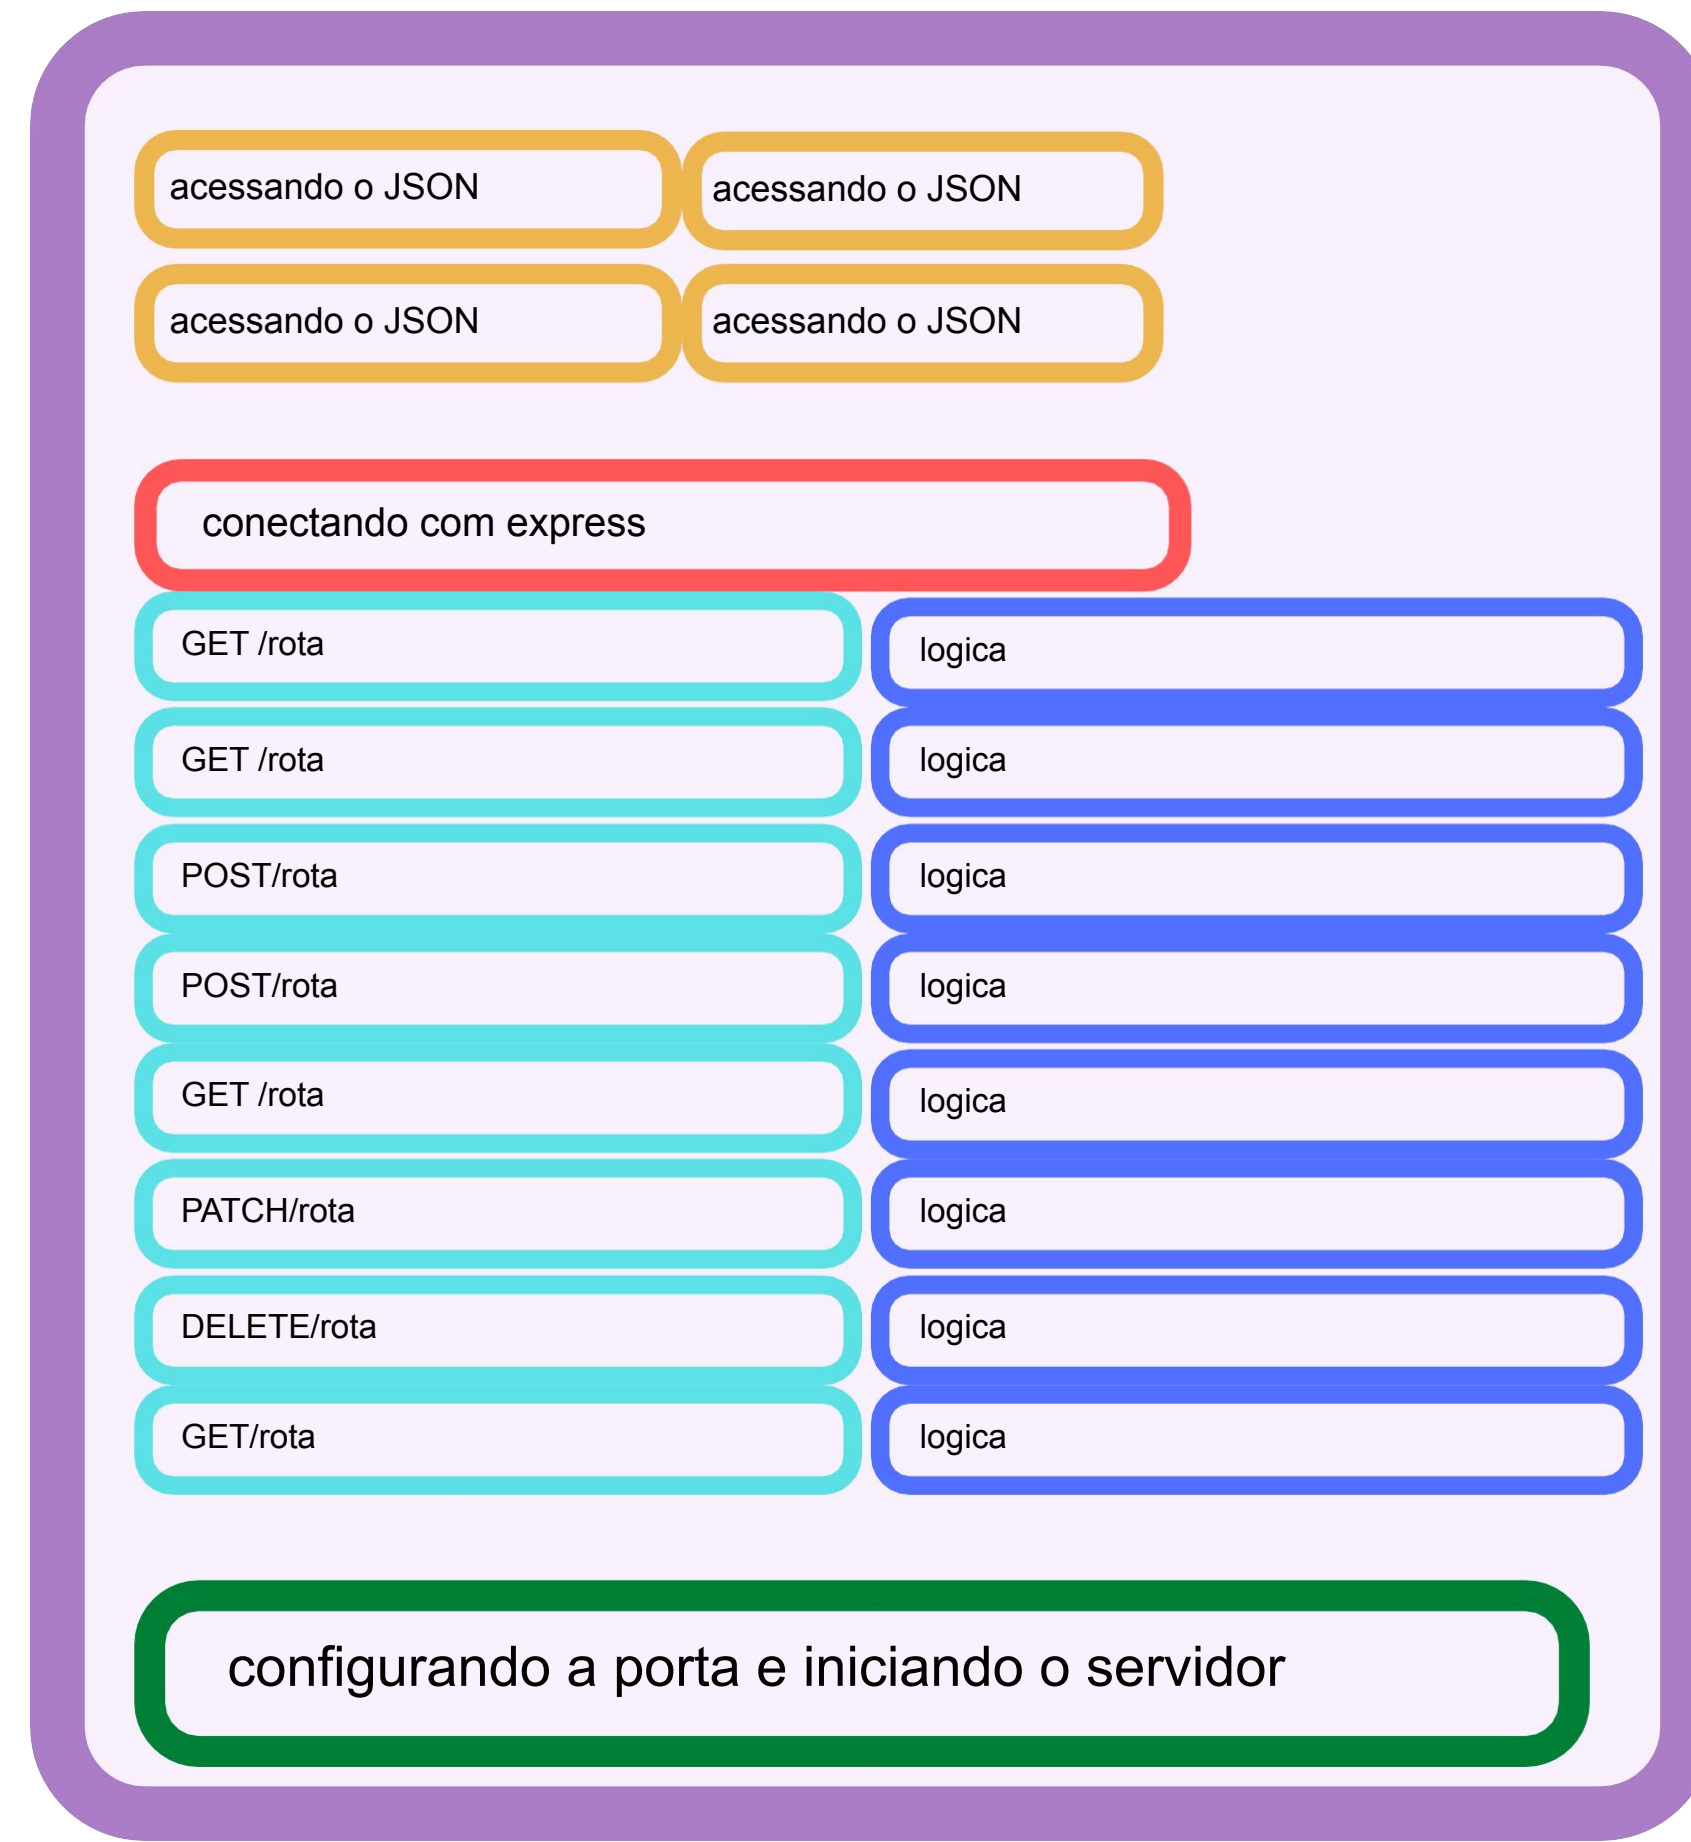 acessando o JSON
acessando o JSON
acessando o JSON
acessando o JSON
conectando com express
GET /rota
logica
GET /rota
logica
POST/rota
logica
POST/rota
logica
GET /rota
logica
PATCH/rota
logica
DELETE/rota
logica
GET/rota
logica
configurando a porta e iniciando o servidor